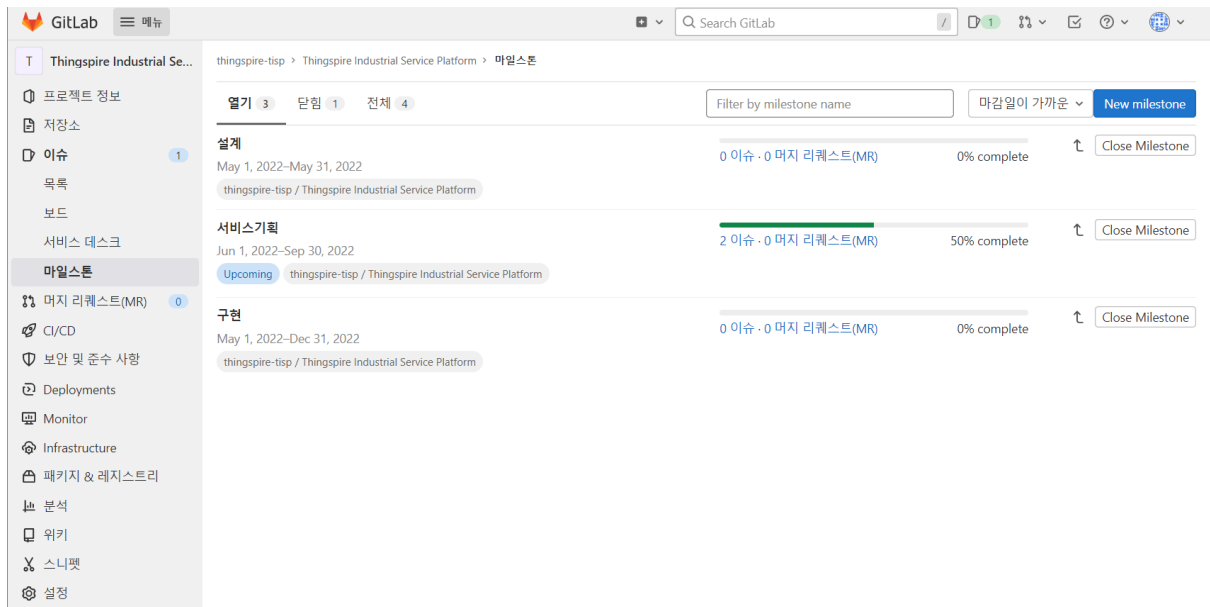 GitLab 메뉴 Search GitLab / 1
T Thingspire Industrial Se...
프로젝트 정보
저장소
이슈 1
목록
보드
서비스 데스크
마일스톤
머지 리퀘스트(MR) 0
CI/CD
보안 및 준수 사항
Deployments
Monitor
Infrastructure
패키지 & 레지스트리
분석
위키
스니펫
설정
thingspire-tisp > Thingspire Industrial Service Platform > 마일스톤
열기 3 닫힘 1 전체 4 Filter by milestone name 마감일이 가까운 New milestone
설계
May 1, 2022–May 31, 2022
thingspire-tisp / Thingspire Industrial Service Platform
0 이슈 · 0 머지 리퀘스트(MR) 0% complete
Close Milestone
서비스기획
Jun 1, 2022–Sep 30, 2022
Upcoming thingspire-tisp / Thingspire Industrial Service Platform
2 이슈 · 0 머지 리퀘스트(MR) 50% complete
Close Milestone
구현
May 1, 2022–Dec 31, 2022
thingspire-tisp / Thingspire Industrial Service Platform
0 이슈 · 0 머지 리퀘스트(MR) 0% complete
Close Milestone